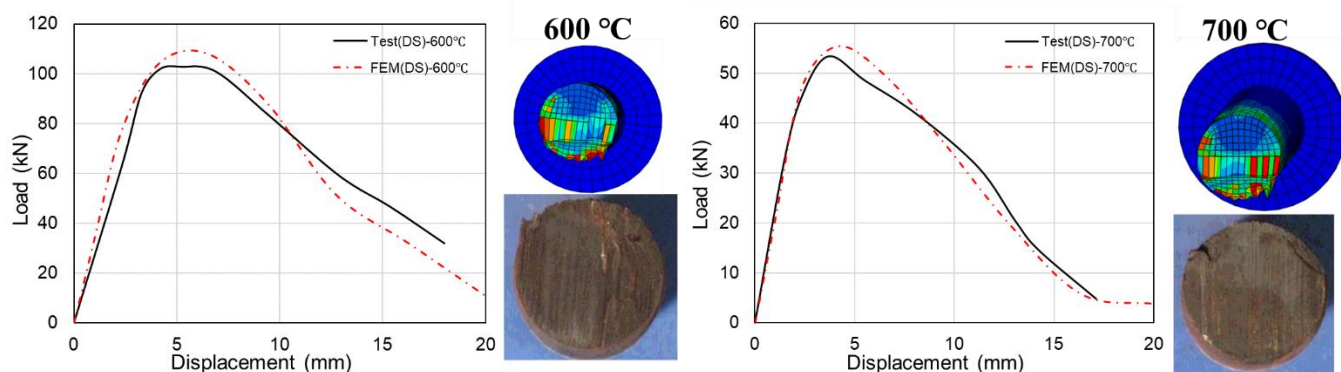 120
100
80
60
40
20
0
Load (kN)
0 5 10 15 20
Displacement (mm)
Test(DS)-600℃
FEM(DS)-600℃
600 °C
60
50
40
30
20
10
0
Load (kN)
0 5 10 15 20
Displacement (mm)
Test(DS)-700℃
FEM(DS)-700℃
700 °C